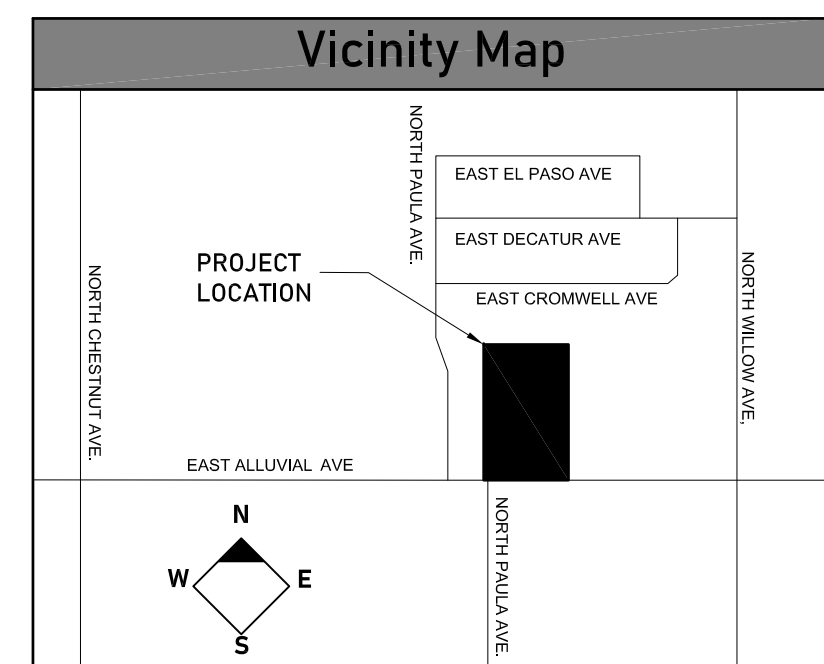 Vicinity Map
NORTH PAULA AVE.
EAST EL PASO AVE
EAST DECATUR AVE
PROJECT
LOCATION
EAST CROMWELL AVE
NORTH CHESTNUT AVE.
NORTH WILLOW AVE,
EAST ALLUVIAL AVE
N
W
E
S
NORTH PAULA AVE.